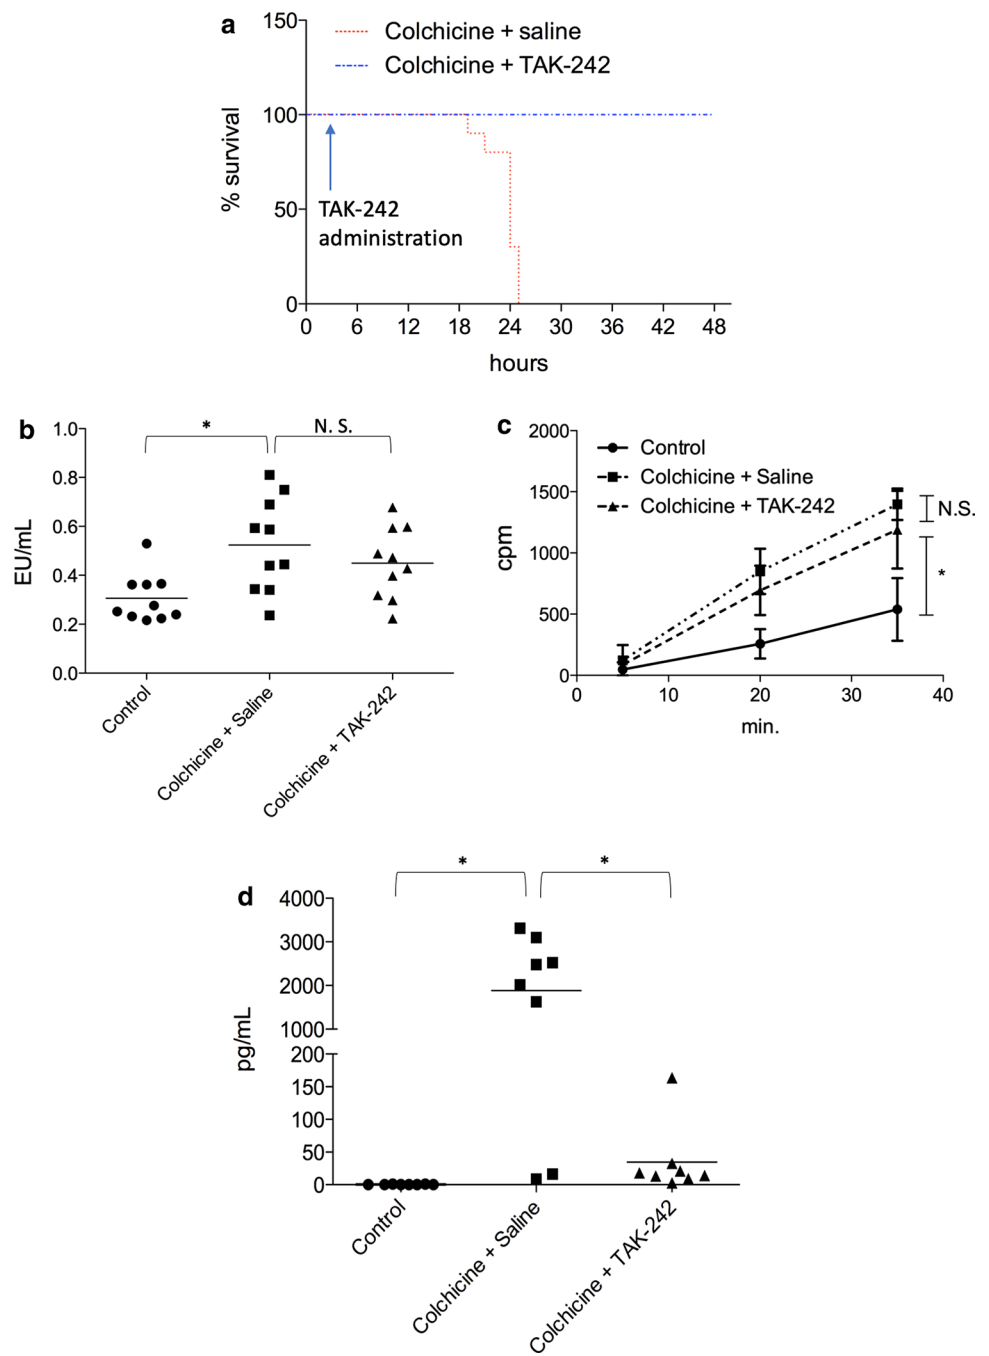 a
150
100
50
0
% survival
Colchicine + saline
Colchicine + TAK-242
TAK-242
administration
0 6 12 18 24 30 36 42 48
hours
b
* N. S.
1.0
0.8
0.6
0.4
0.2
0.0
EU/mL
Control
Colchicine + Saline
Colchicine + TAK-242
c
2000
1500
1000
500
0
cpm
Control
Colchicine + Saline
Colchicine + TAK-242
N.S.
*
0 10 20 30 40
min.
d
* *
4000
3000
2000
1000
200
150
100
50
0
pg/mL
Control
Colchicine + Saline
Colchicine + TAK-242